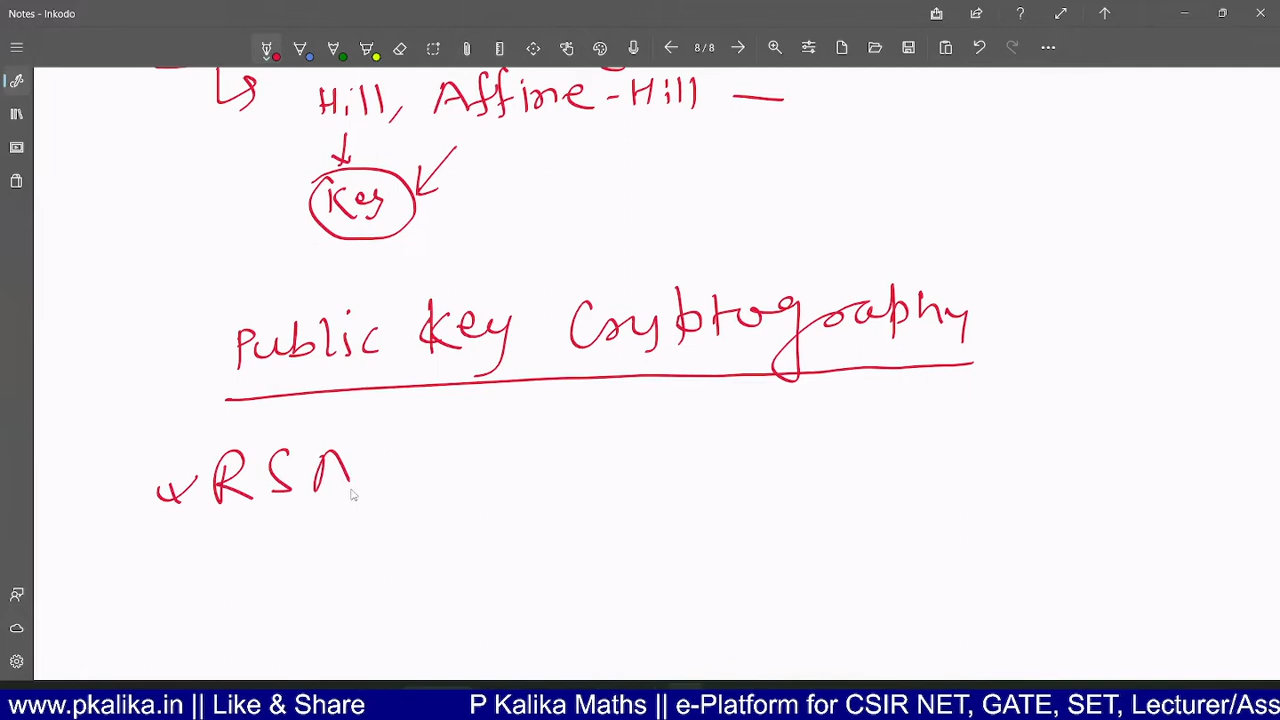 Notes - Inkodo
8/8
Hill, Affine-Hill —
Key
Public Key Cryptography
RSA
www.pkalika.in || Like & Share P Kalika Maths || e-Platform for CSIR NET, GATE, SET, Lecturer/Ass